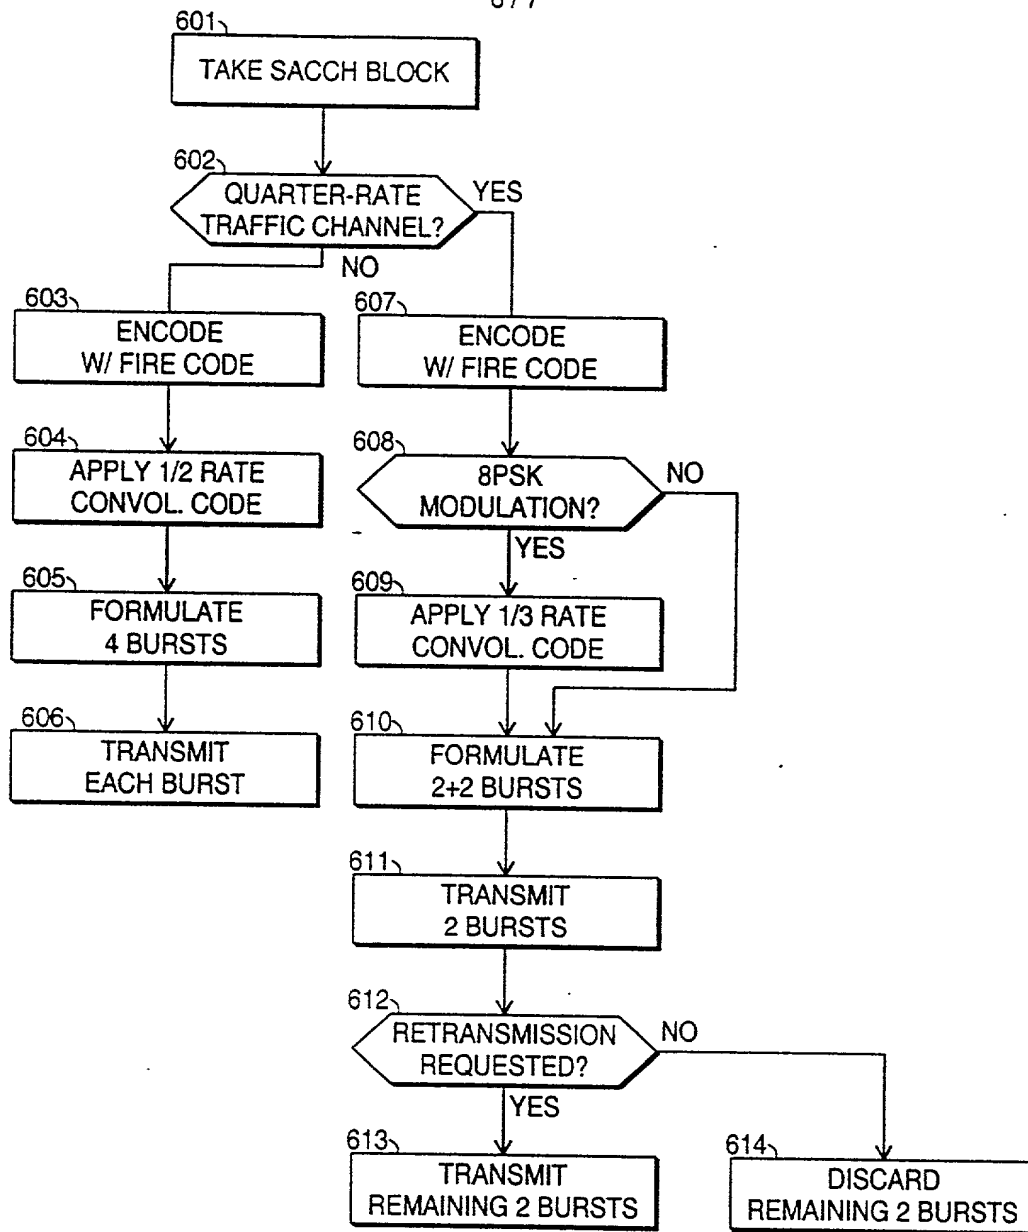 601
TAKE SACCH BLOCK
602
QUARTER-RATE
TRAFFIC CHANNEL?
YES
NO
603
ENCODE
W/ FIRE CODE
607
ENCODE
W/ FIRE CODE
604
APPLY 1/2 RATE
CONVOL. CODE
608
8PSK
MODULATION?
NO
YES
605
FORMULATE
4 BURSTS
609
APPLY 1/3 RATE
CONVOL. CODE
606
TRANSMIT
EACH BURST
610
FORMULATE
2+2 BURSTS
611
TRANSMIT
2 BURSTS
612
RETRANSMISSION
REQUESTED?
NO
YES
613
TRANSMIT
REMAINING 2 BURSTS
614
DISCARD
REMAINING 2 BURSTS